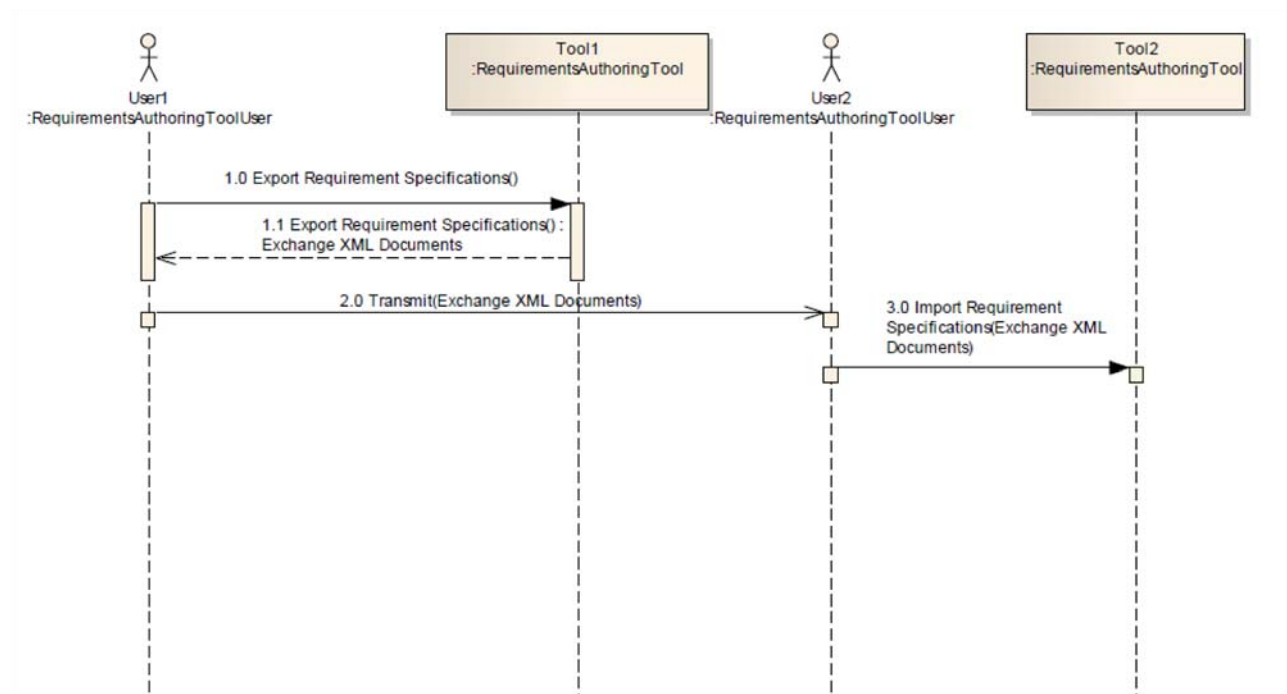 User1
:RequirementsAuthoringToolUser
Tool1
:RequirementsAuthoringTool
User2
:RequirementsAuthoringToolUser
Tool2
:RequirementsAuthoringTool
1.0 Export Requirement Specifications()
1.1 Export Requirement Specifications() :
Exchange XML Documents
2.0 Transmit(Exchange XML Documents)
3.0 Import Requirement
Specifications(Exchange XML
Documents)